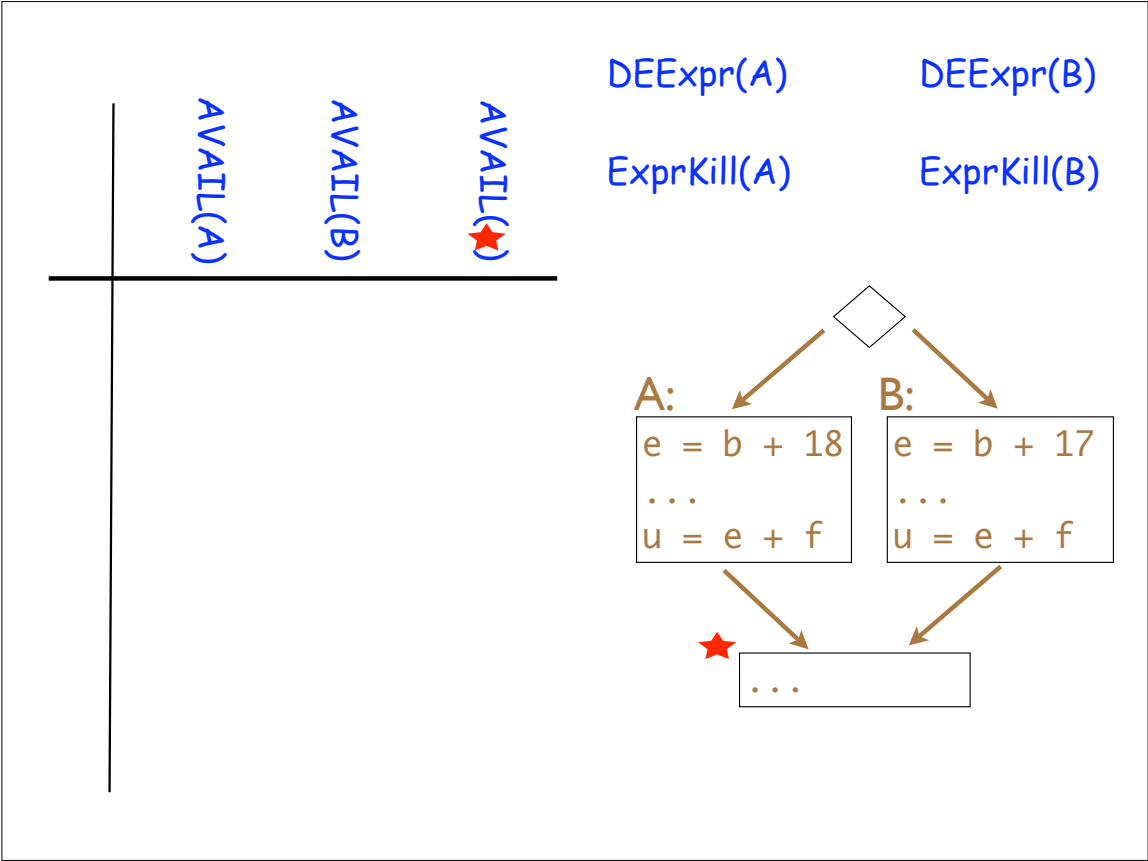 AVAIL(A)
AVAIL(B)
AVAIL(★)
DEExpr(A)
DEExpr(B)
ExprKill(A)
ExprKill(B)
A:
e = b + 18
...
u = e + f
B:
e = b + 17
...
u = e + f
...